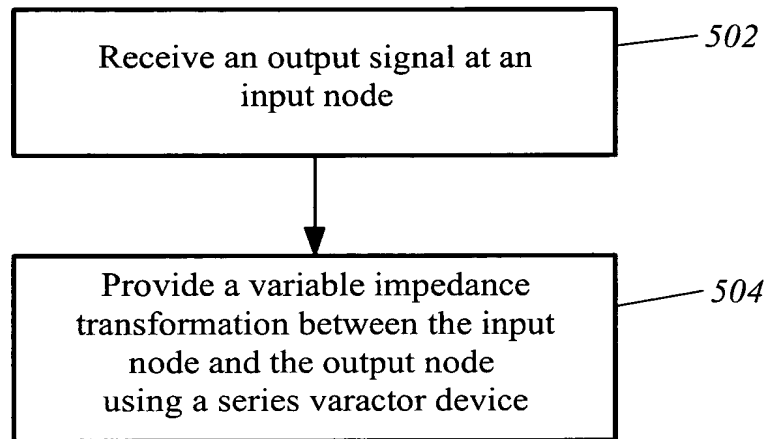 Receive an output signal at an
input node
502
Provide a variable impedance
transformation between the input
node and the output node
using a series varactor device
504